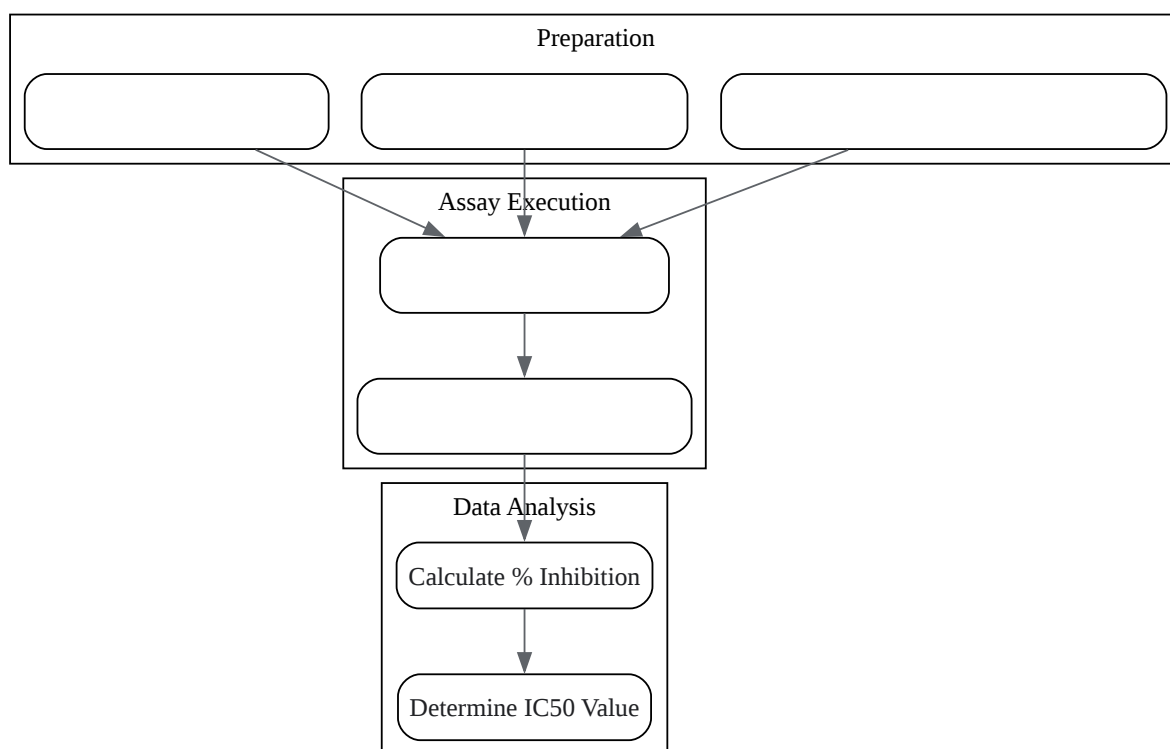 Preparation
Assay Execution
Data Analysis
Calculate % Inhibition
Determine IC50 Value